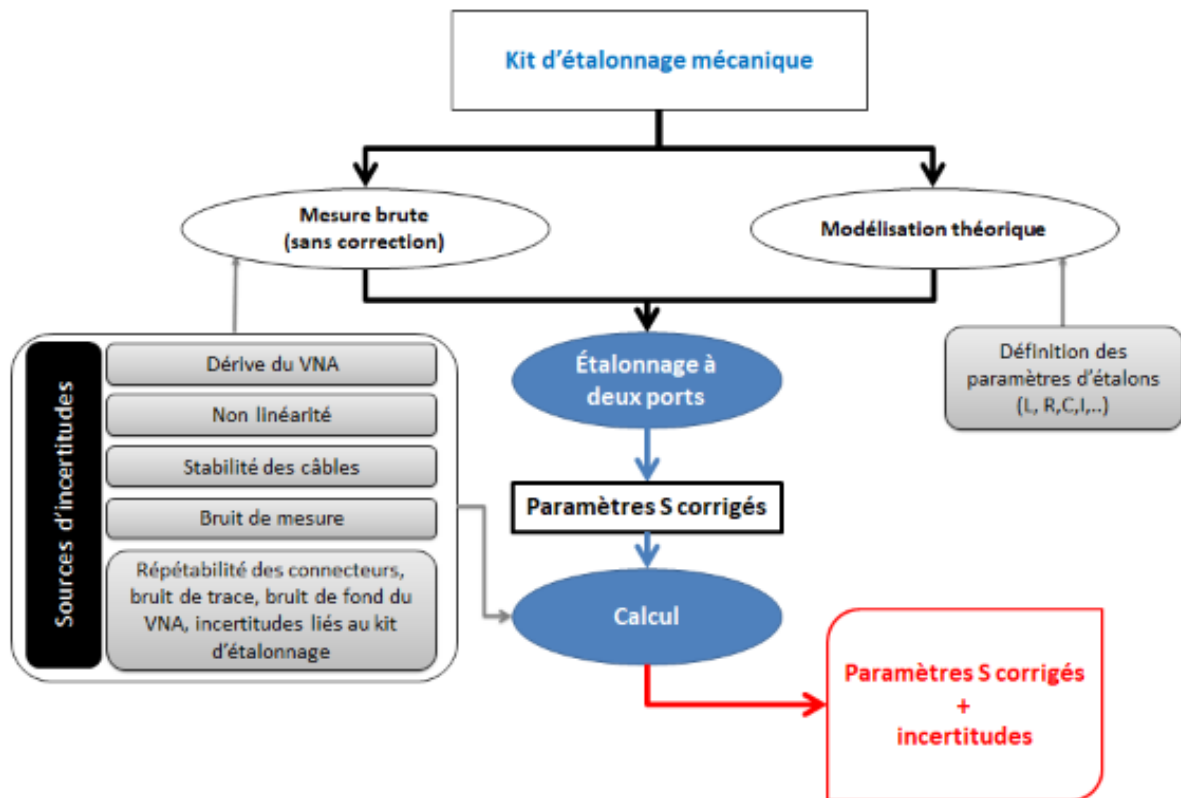 Kit d'étalonnage mécanique
Mesure brute
(sans correction)
Modélisation théorique
Sources d'incertitudes
Dérive du VNA
Non linéarité
Stabilité des câbles
Bruit de mesure
Répétabilité des connecteurs,
bruit de trace, bruit de fond du
VNA, incertitudes liés au kit
d'étalonnage
Étalonnage à
deux ports
Définition des
paramètres d'étalons
(L, R,C,I,..)
Paramètres S corrigés
Calcul
Paramètres S corrigés
+
incertitudes